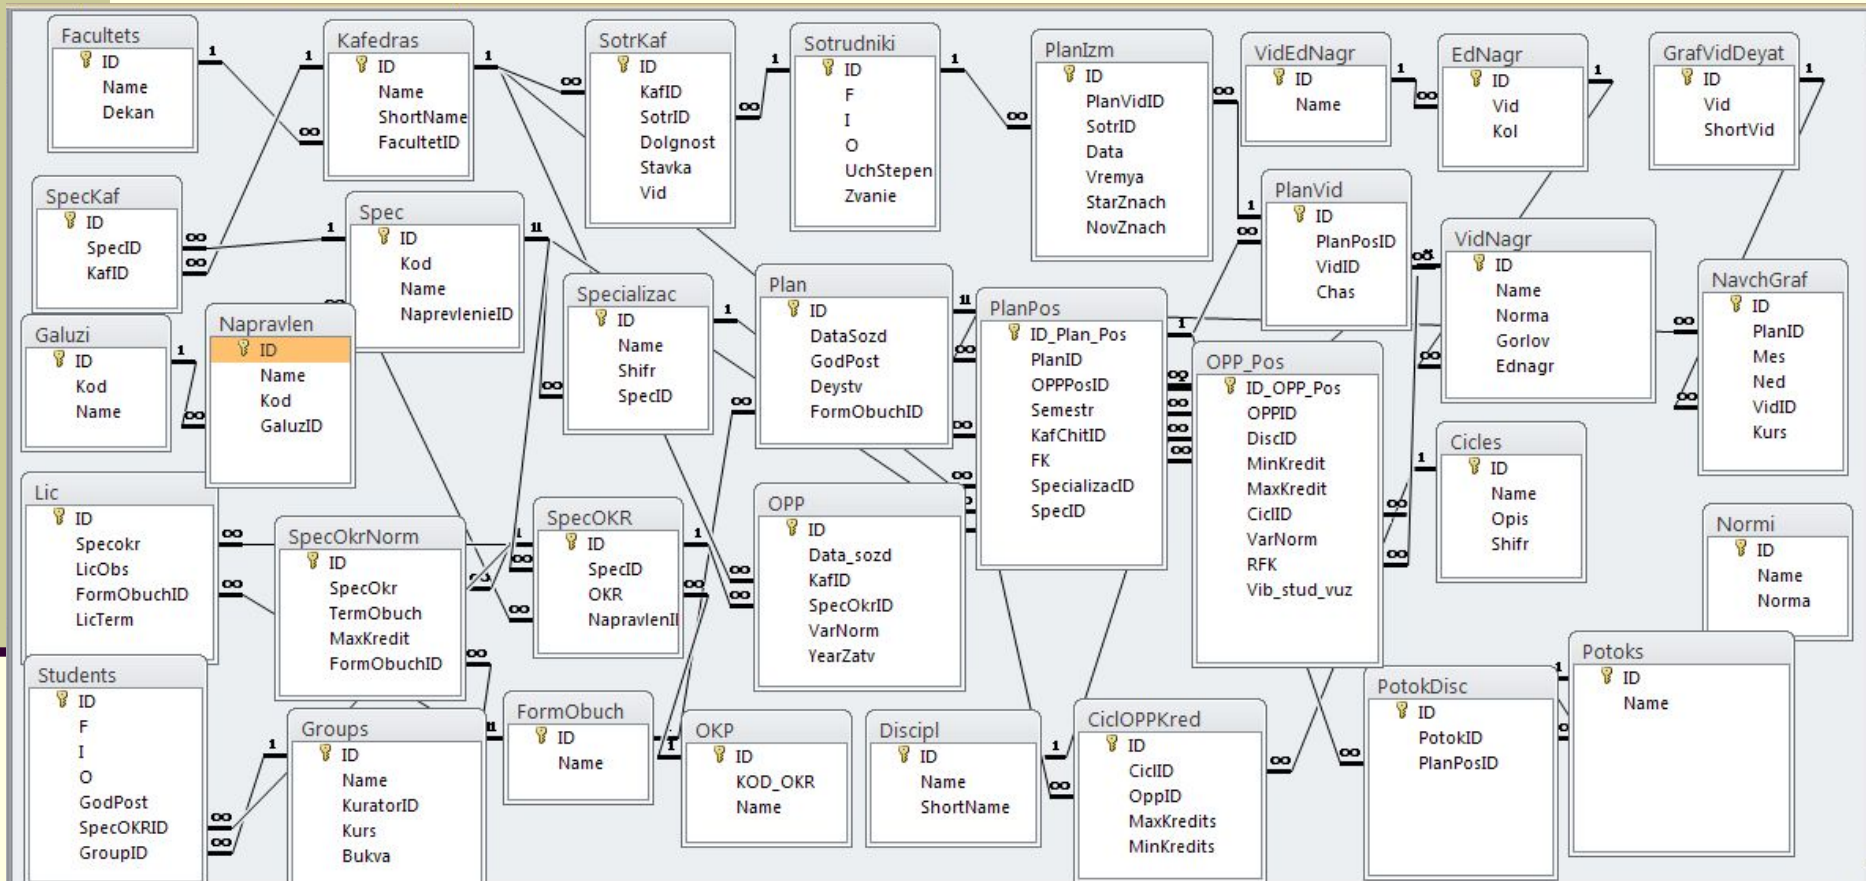 Facultets
ID
Name
Dekan
Kafedras
ID
Name
ShortName
FacultetID
SotrKaf
ID
KafID
SotrID
Dolgnost
Stavka
Vid
Sotrudniki
ID
F
I
O
UchStepen
Zvanie
PlanIzm
ID
PlanVidID
SotrID
Data
Vremya
StarZnach
NovZnach
VidEdNagr
ID
Name
EdNagr
ID
Vid
Kol
GrafVidDeyat
ID
Vid
ShortVid
SpecKaf
ID
SpecID
KafID
Spec
ID
Kod
Name
NaprevlenieID
Specializac
ID
Name
Shifr
SpecID
Plan
ID
DataSozd
GodPost
Deystv
FormObuchID
PlanPos
ID_Plan_Pos
PlanID
OPPPosID
Semestr
KafChitID
FK
SpecializacID
SpecID
PlanVid
ID
PlanPosID
VidID
Chas
VidNagr
ID
Name
Norma
Gorlov
Ednagr
NavchGraf
ID
PlanID
Mes
Ned
VidID
Kurs
Galuzi
ID
Kod
Name
Napravlen
ID
Name
Kod
GaluzID
OPP_Pos
ID_OPP_Pos
OPPID
DiscID
MinKredit
MaxKredit
CiclID
VarNorm
RFK
Vib_stud_vuz
Cicles
ID
Name
Opis
Shifr
Lic
ID
Specokr
LicObs
FormObuchID
LicTerm
SpecOkrNorm
ID
SpecOkr
TermObuch
MaxKredit
FormObuchID
SpecOKR
ID
SpecID
OKR
NapravlenII
OPP
ID
Data_sozd
KafID
SpecOkrID
VarNorm
YearZatv
Normi
ID
Name
Norma
Students
ID
F
I
O
GodPost
SpecOKRID
GroupID
Groups
ID
Name
KuratorID
Kurs
Bukva
FormObuch
ID
Name
OKP
ID
KOD_OKR
Name
Discipl
ID
Name
ShortName
CiclOPPKred
ID
CiclID
OppID
MaxKredits
MinKredits
PotokDisc
ID
PotokID
PlanPosID
Potoks
ID
Name